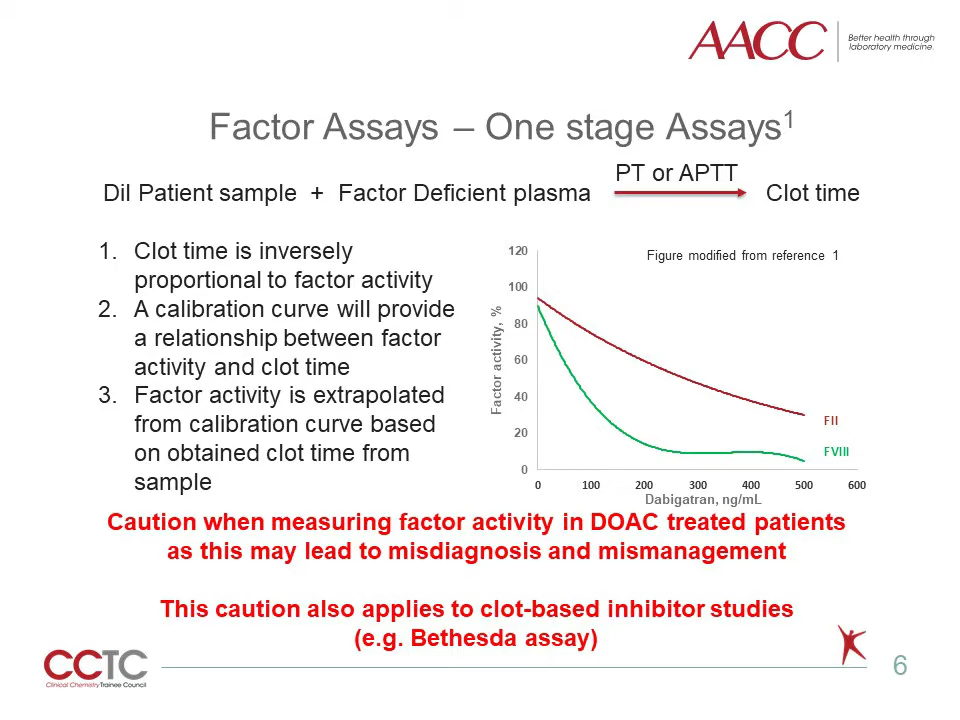 AACC
Better health through
laboratory medicine.
Factor Assays – One stage Assays1
PT or APTT
Dil Patient sample + Factor Deficient plasma
Clot time
1. Clot time is inversely
proportional to factor activity
2. A calibration curve will provide
a relationship between factor
activity and clot time
3. Factor activity is extrapolated
from calibration curve based
on obtained clot time from
sample
Figure modified from reference 1
Factor activity, %
120
100
80
60
40
20
0
FII
FVIII
0 100 200 300 400 500 600
Dabigatran, ng/mL
Caution when measuring factor activity in DOAC treated patients
as this may lead to misdiagnosis and mismanagement
This caution also applies to clot-based inhibitor studies
(e.g. Bethesda assay)
CCTC
Clinical Chemistry Trainee Council
6